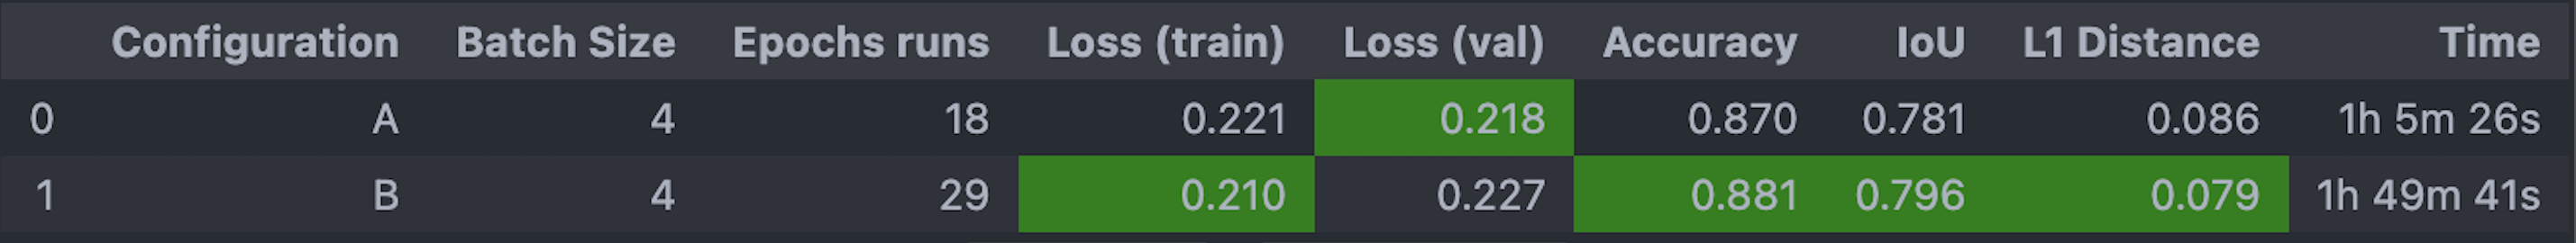 Configuration Batch Size Epochs runs Loss (train) Loss (val) Accuracy IoU L1 Distance Time
0 A 4 18 0.221 0.218 0.870 0.781 0.086 1h 5m 26s
1 B 4 29 0.210 0.227 0.881 0.796 0.079 1h 49m 41s